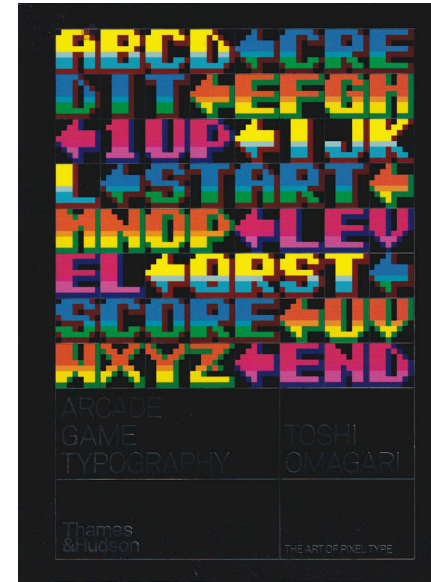 ABCD←CRE
DIT←EFGH
←1UP←IJK
L←START←
MNOP←LEV
EL←QRST←
SCORE←UV
WXYZ←END
ARCADE
GAME
TYPOGRAPHY
TOSHI
OMAGARI
Thames
&Hudson
THE ART OF PIXEL TYPE